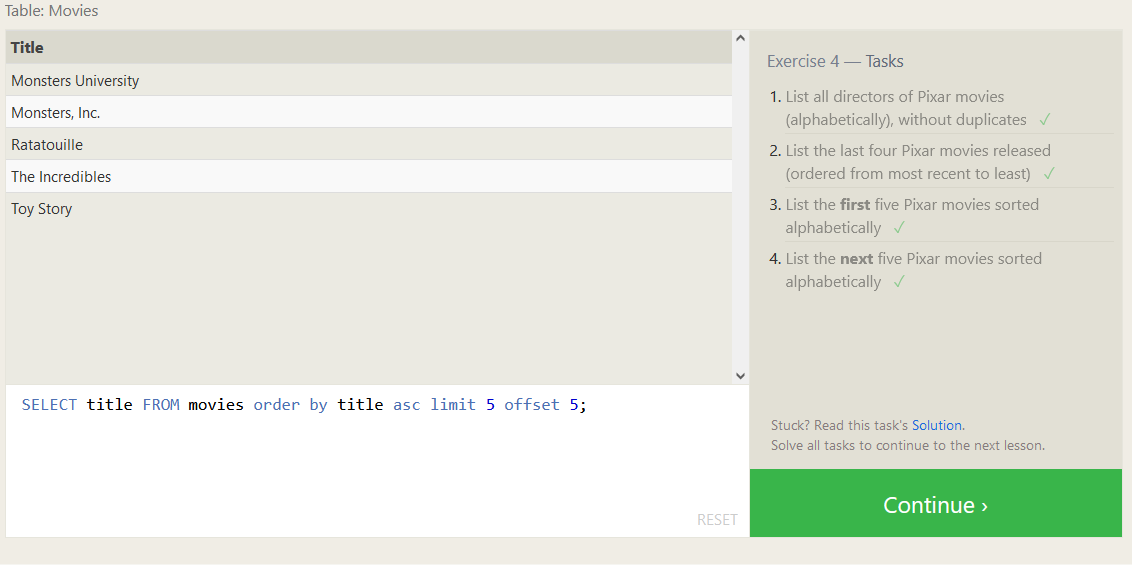 Table: Movies
Title
Monsters University
Monsters, Inc.
Ratatouille
The Incredibles
Toy Story
SELECT title FROM movies order by title asc limit 5 offset 5;
RESET
Exercise 4 — Tasks
1. List all directors of Pixar movies
(alphabetically), without duplicates ✓
2. List the last four Pixar movies released
(ordered from most recent to least) ✓
3. List the first five Pixar movies sorted
alphabetically ✓
4. List the next five Pixar movies sorted
alphabetically ✓
Stuck? Read this task's Solution.
Solve all tasks to continue to the next lesson.
Continue ›